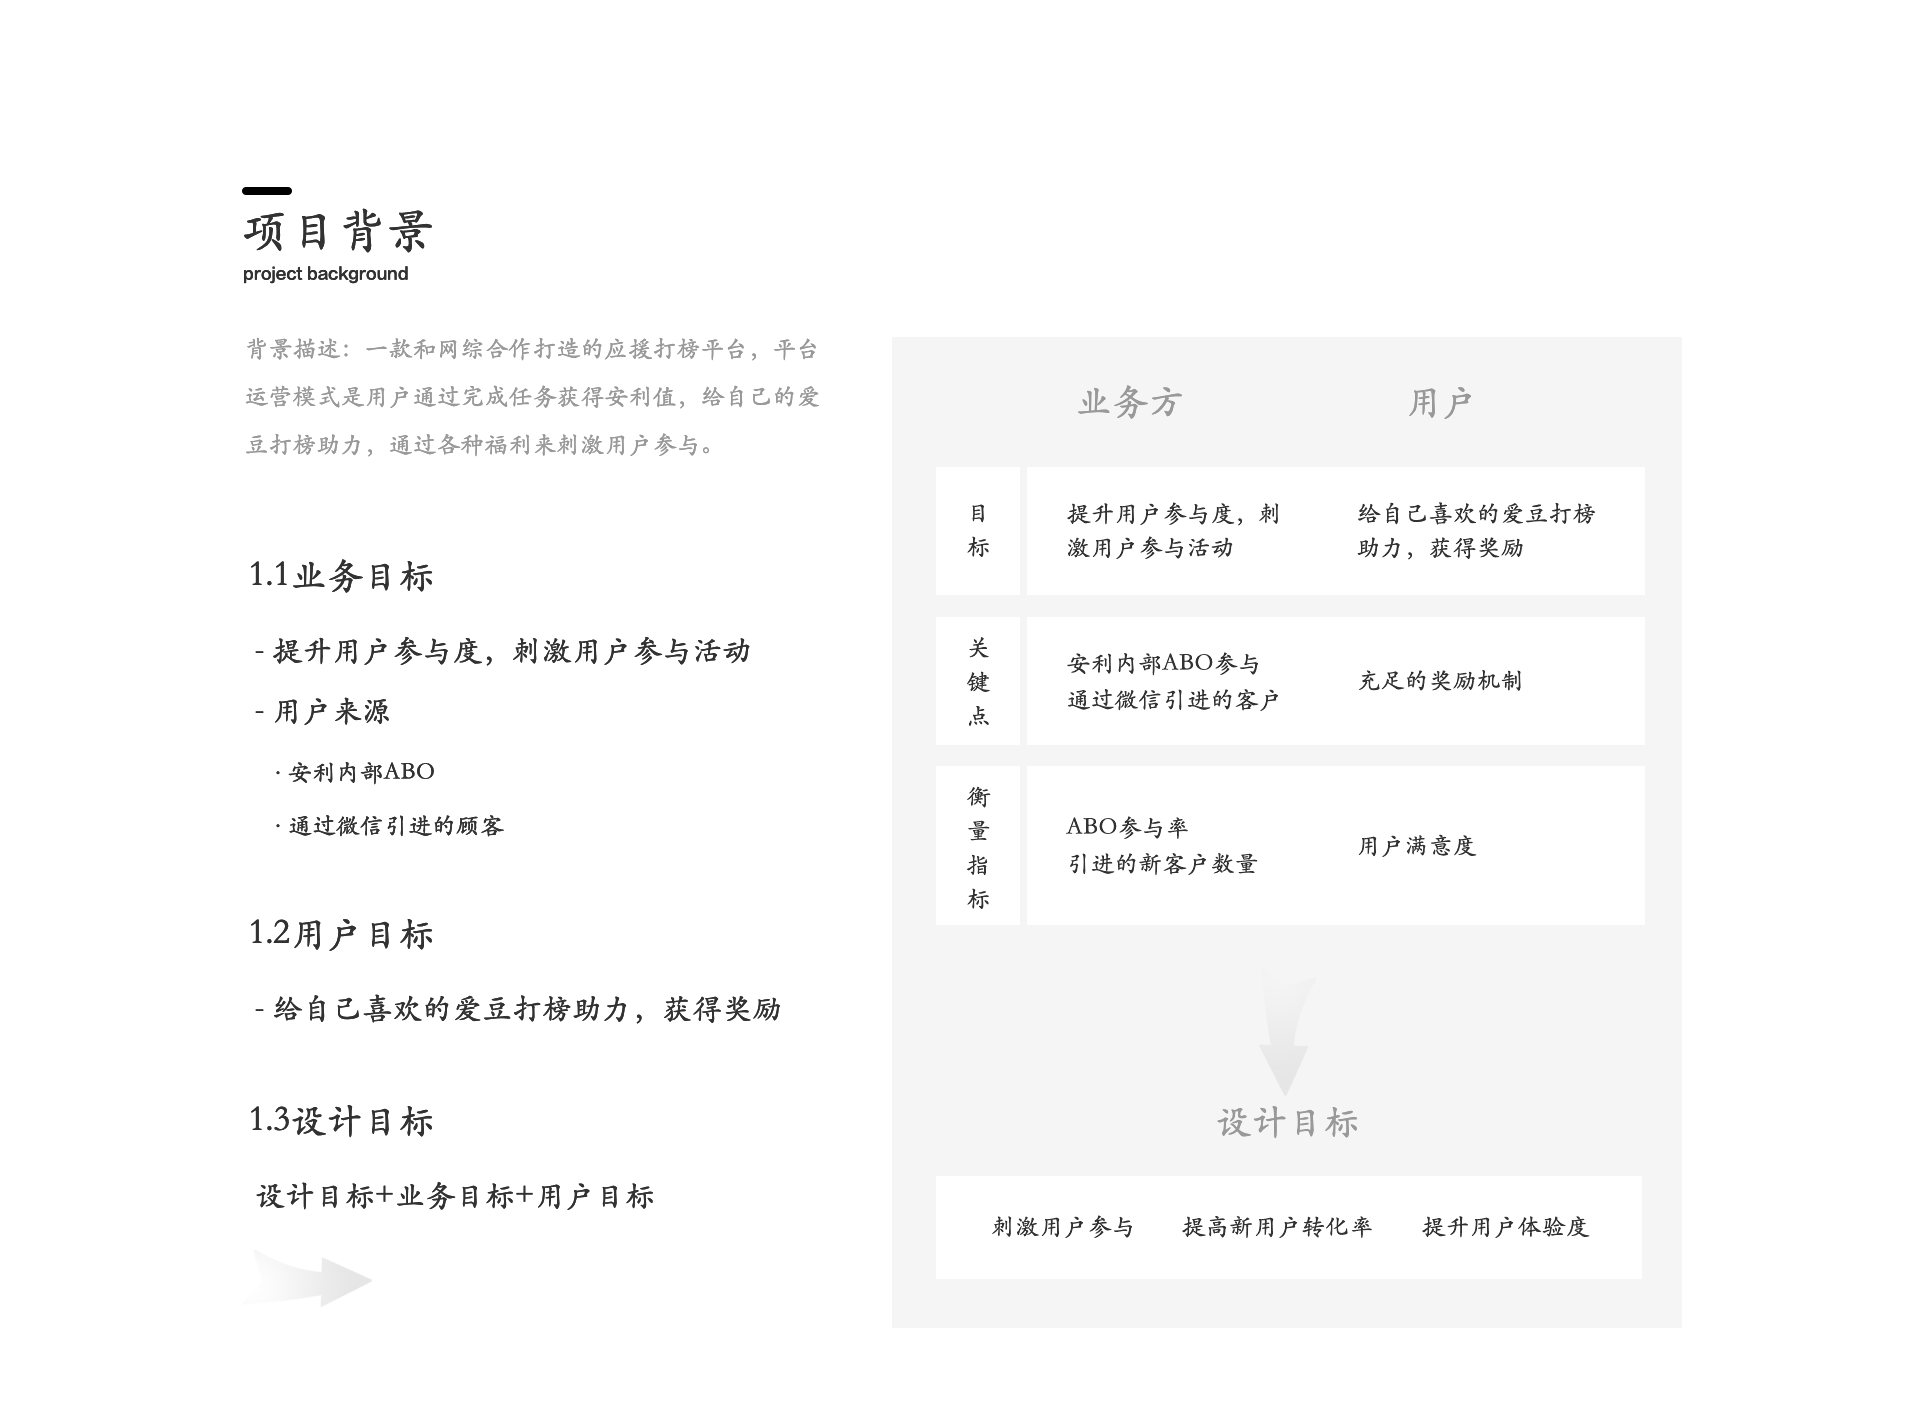 项目背景
project background
背景描述：一款和网综合作打造的应援打榜平台，平台
运营模式是用户通过完成任务获得安利值，给自己的爱
豆打榜助力，通过各种福利来刺激用户参与。
1.1业务目标
- 提升用户参与度，刺激用户参与活动
- 用户来源
· 安利内部ABO
· 通过微信引进的顾客
1.2用户目标
- 给自己喜欢的爱豆打榜助力，获得奖励
1.3设计目标
设计目标+业务目标+用户目标
业务方 用户
目
标
提升用户参与度，刺
激用户参与活动
给自己喜欢的爱豆打榜
助力，获得奖励
关
键
点
安利内部ABO参与
通过微信引进的客户
充足的奖励机制
衡
量
指
标
ABO参与率
引进的新客户数量
用户满意度
设计目标
刺激用户参与 提高新用户转化率 提升用户体验度